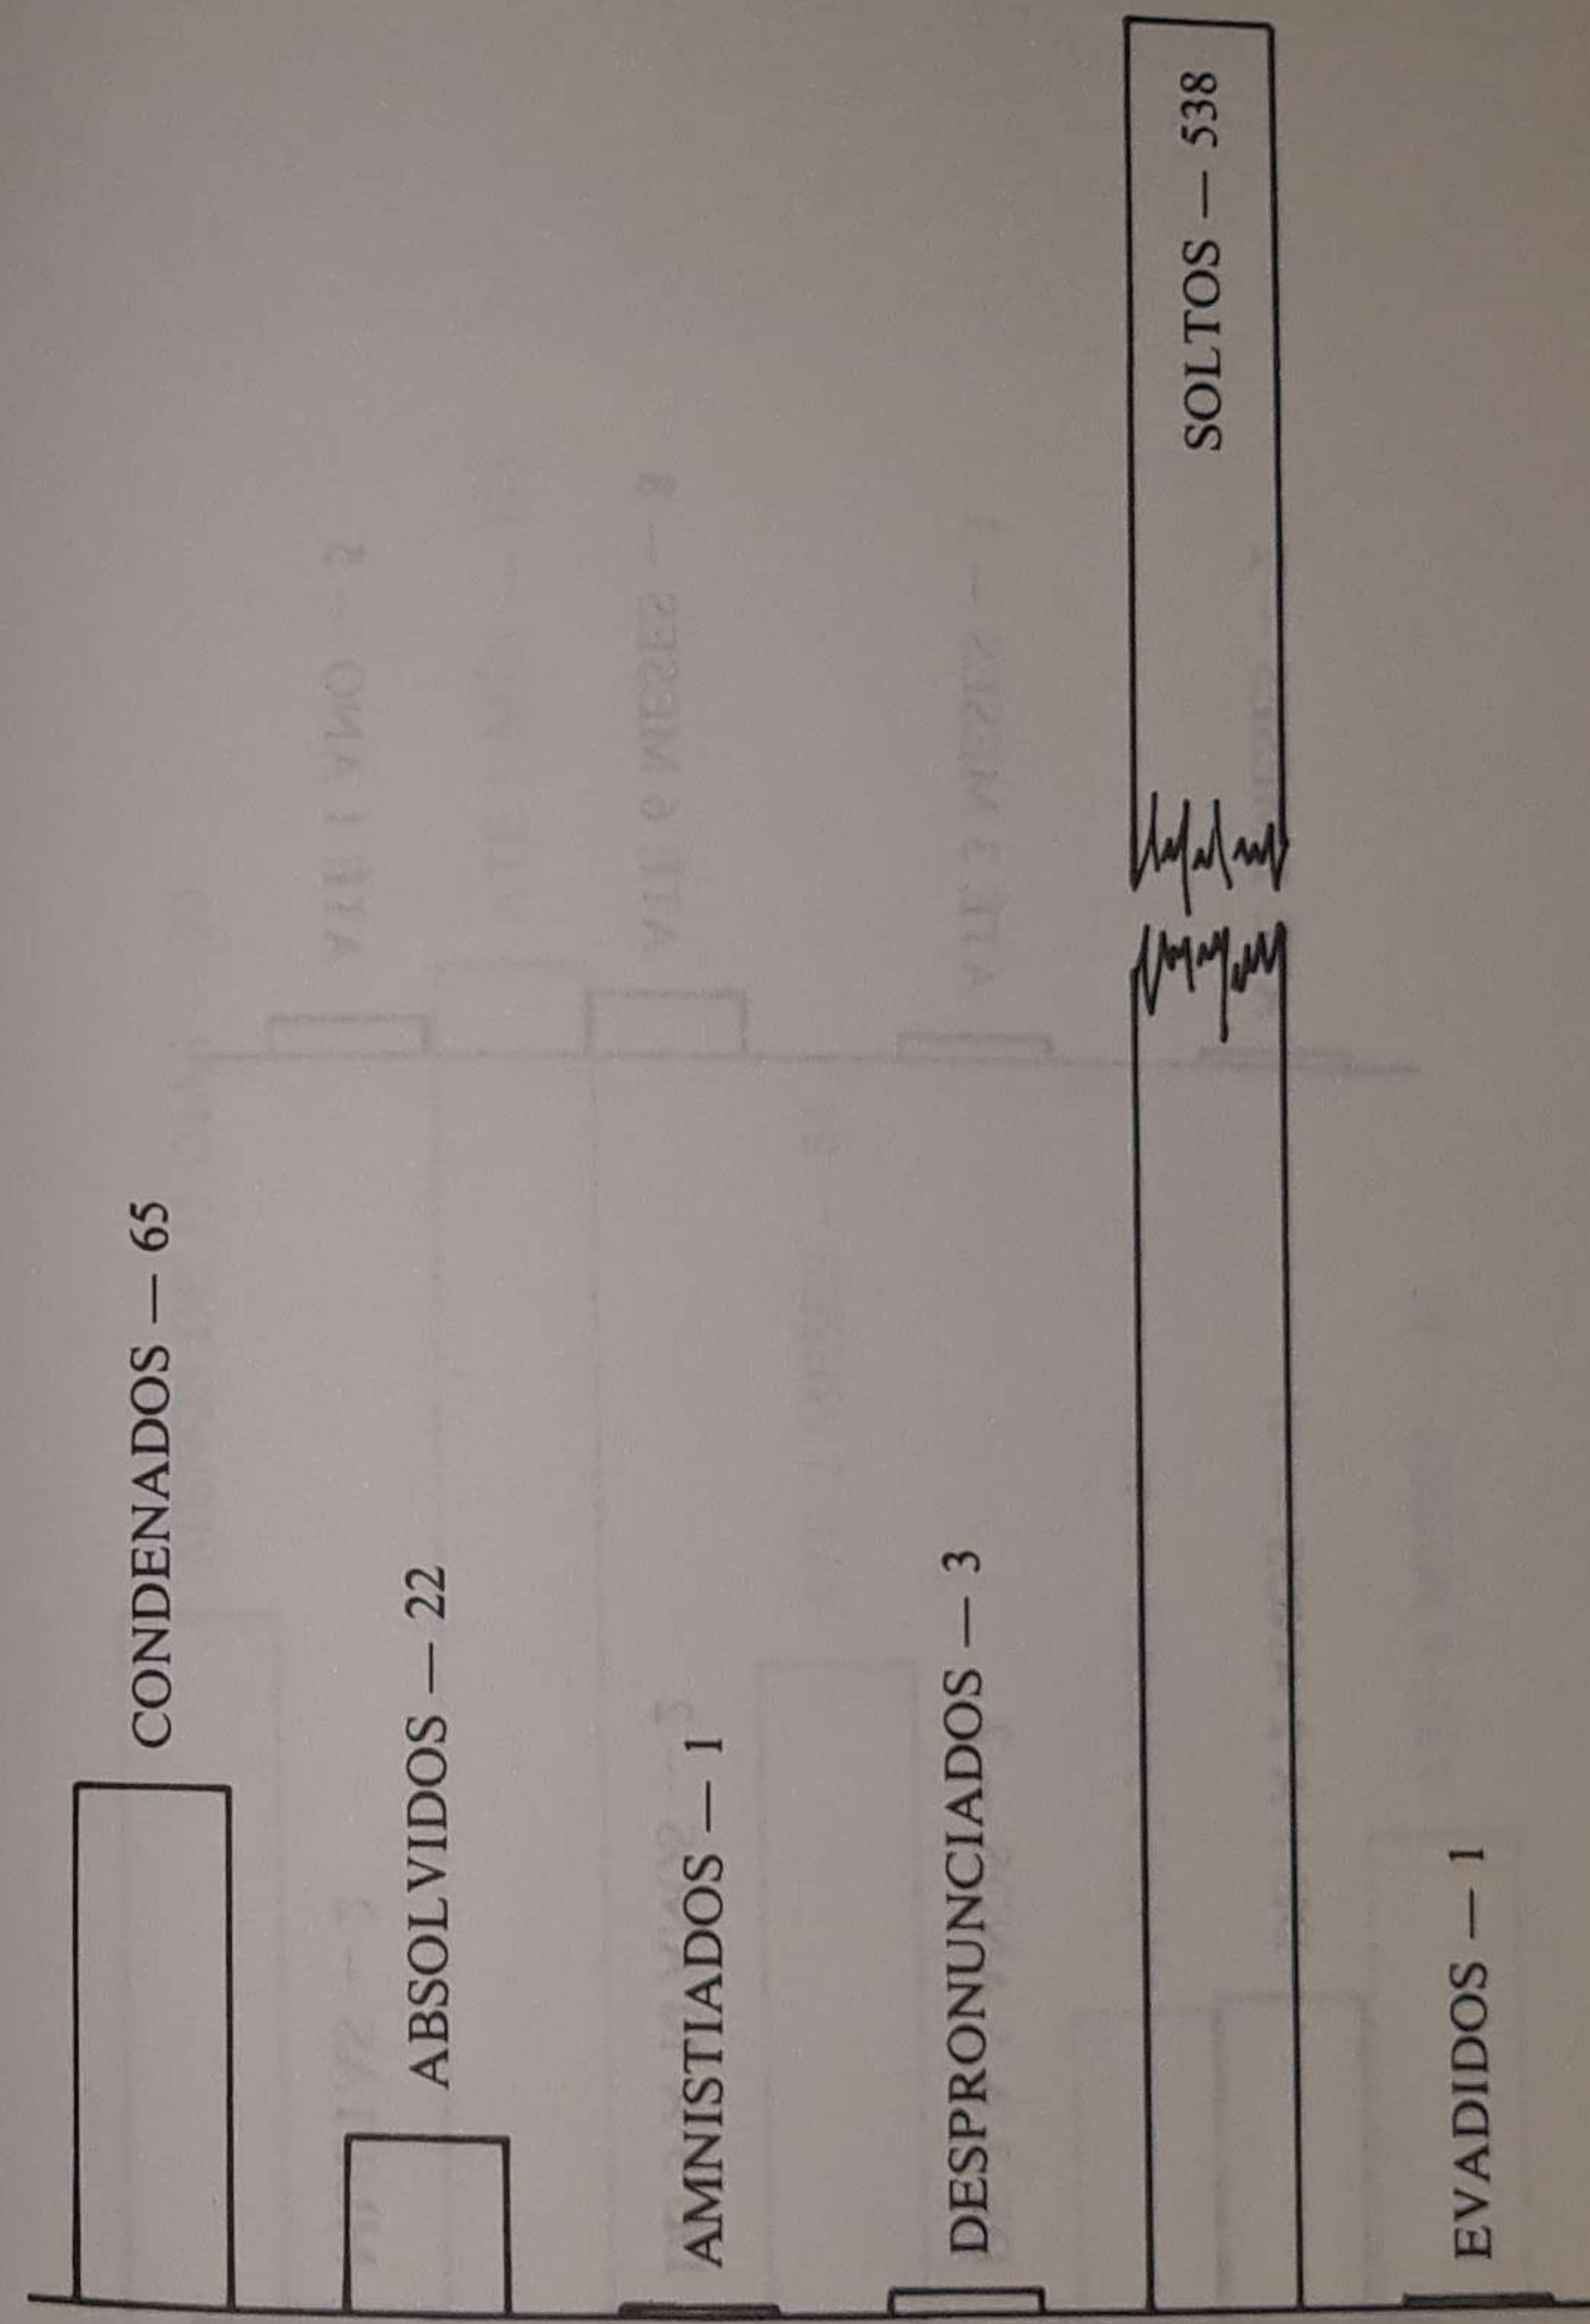 CONDENADOS — 65
ABSOLVIDOS — 22
AMNISTIADOS — 1
DESPRONUNCIADOS — 3
SOLTOS — 538
EVADIDOS — 1